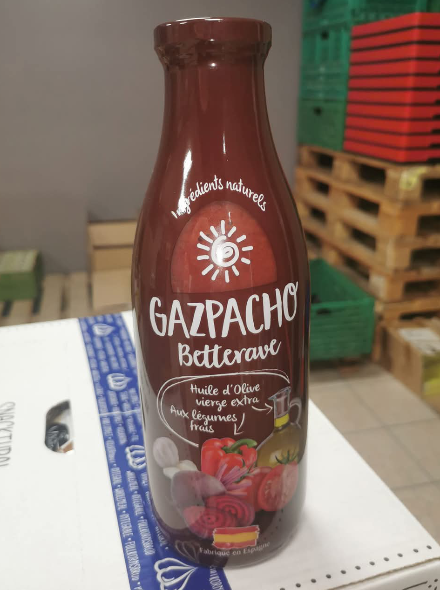 Ingrédients naturels
GAZPACHO
Betterave
Huile d'Olive
vierge extra
Aux légumes
frais
Fabriqué en Espagne